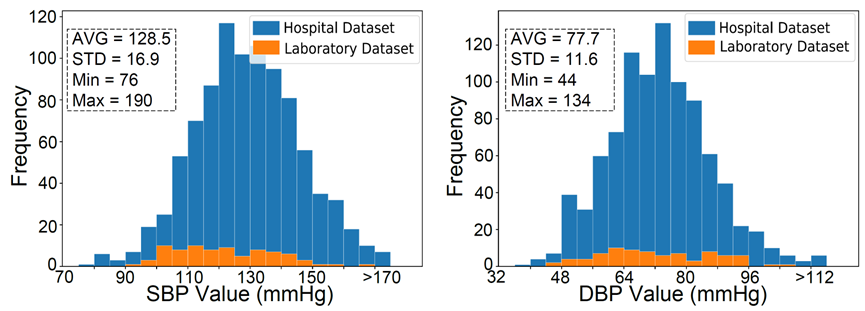 120
100
80
60
40
20
0
Frequency
AVG = 128.5
STD = 16.9
Min = 76
Max = 190
Hospital Dataset
Laboratory Dataset
70 90 110 130 150 >170
SBP Value (mmHg)
120
100
80
60
40
20
0
Frequency
AVG = 77.7
STD = 11.6
Min = 44
Max = 134
Hospital Dataset
Laboratory Dataset
32 48 64 80 96 >112
DBP Value (mmHg)